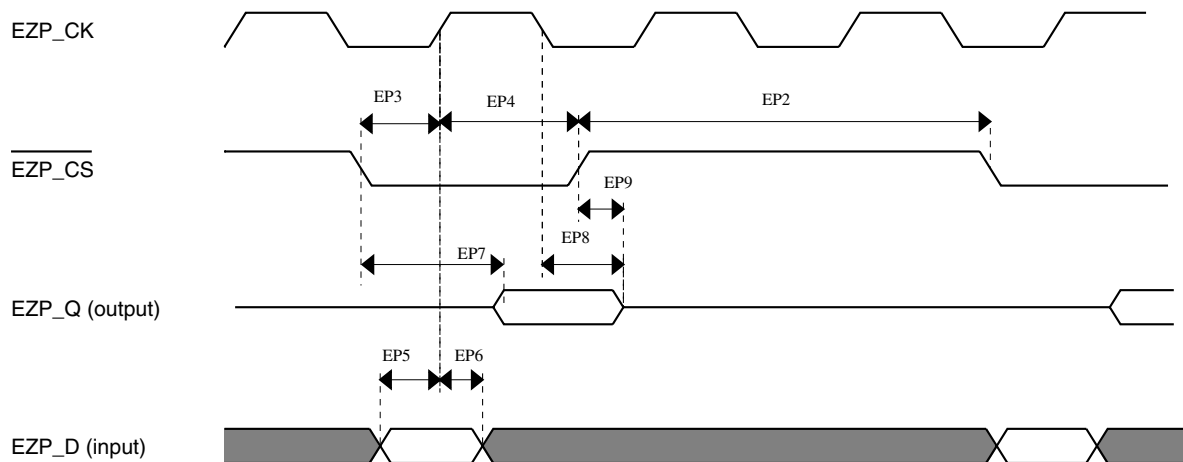 EZP_CK
EP3
EP4
EP2
EZP_CS
EP9
EP8
EP7
EZP_Q (output)
EP5
EP6
EZP_D (input)